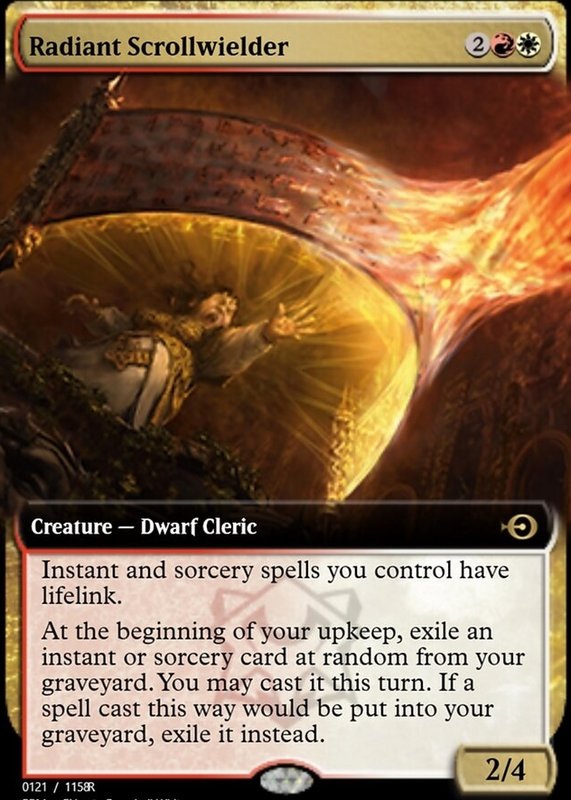 Radiant Scrollwielder
2
Creature — Dwarf Cleric
Instant and sorcery spells you control have
lifelink.
At the beginning of your upkeep, exile an
instant or sorcery card at random from your
graveyard. You may cast it this turn. If a
spell cast this way would be put into your
graveyard, exile it instead.
2/4
0121 / 1158R